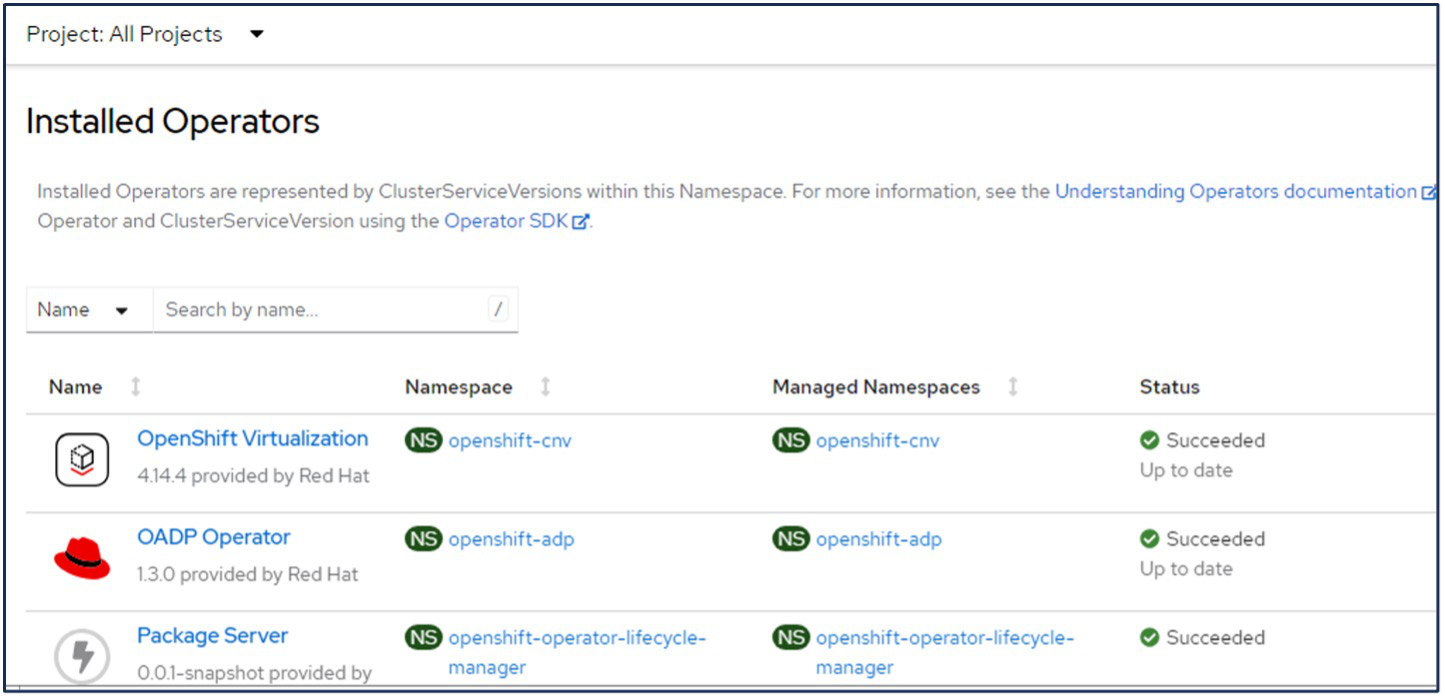 Project: All Projects
Installed Operators
Installed Operators are represented by ClusterServiceVersions within this Namespace. For more information, see the Understanding Operators documentation
Operator and ClusterServiceVersion using the Operator SDK.
Name Search by name... /
Name Namespace Managed Namespaces Status
OpenShift Virtualization NS openshift-cnv NS openshift-cnv Succeeded
4.14.4 provided by Red Hat Up to date
OADP Operator NS openshift-adp NS openshift-adp Succeeded
1.3.0 provided by Red Hat Up to date
Package Server NS openshift-operator-lifecycle- NS openshift-operator-lifecycle- Succeeded
0.0.1-snapshot provided by manager manager